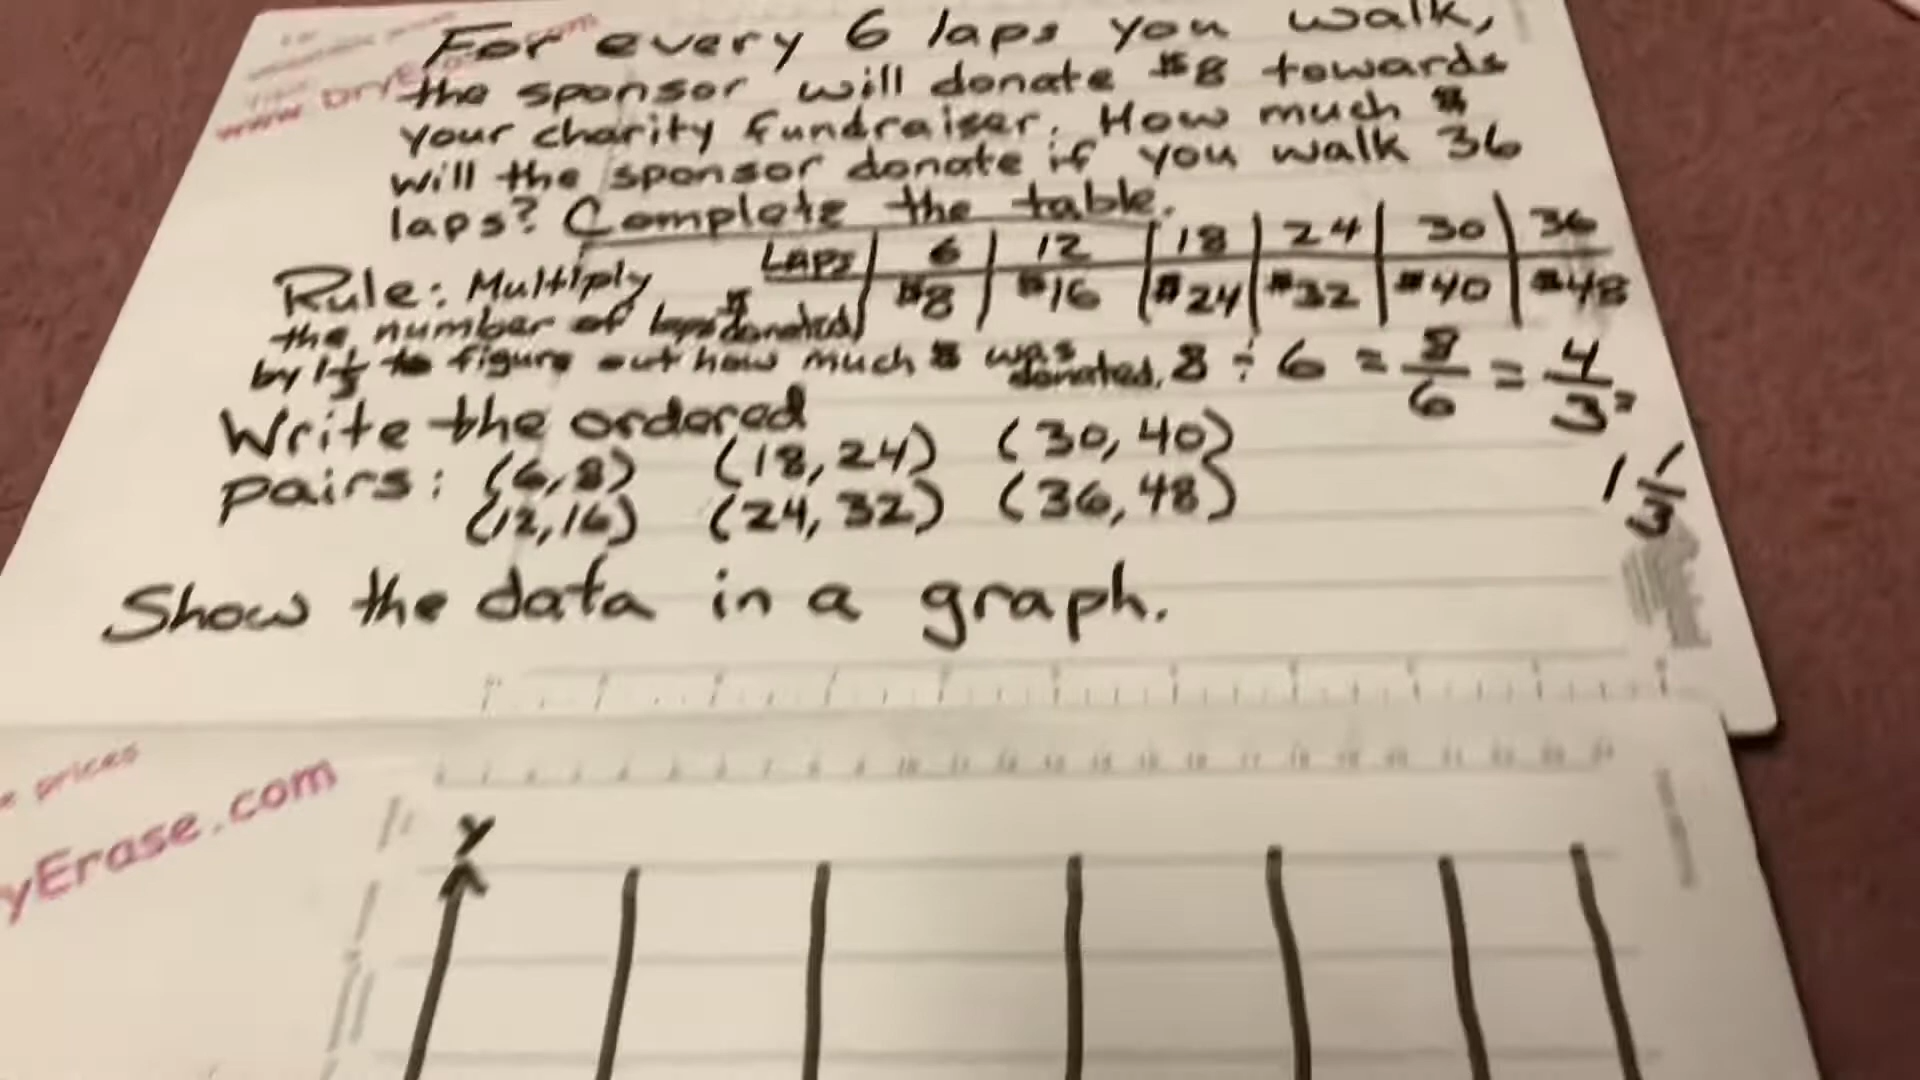 For every 6 laps you walk,
the sponsor will donate $8 towards
your charity fundraiser. How much $
will the sponsor donate if you walk 36
laps? Complete the table.
LAPS 6 12 18 24 30 36
$8 $16 $24 $32 $40 $48
Rule: Multiply
the number of laps $ donated
by 1 1/3 to figure out how much $ was donated. 8 ÷ 6 = 8/6 = 4/3 =
1 1/3
Write the ordered
pairs: (6,8) (18,24) (30,40)
(12,16) (24,32) (36,48)
Show the data in a graph.
prices
yErase.com
Y